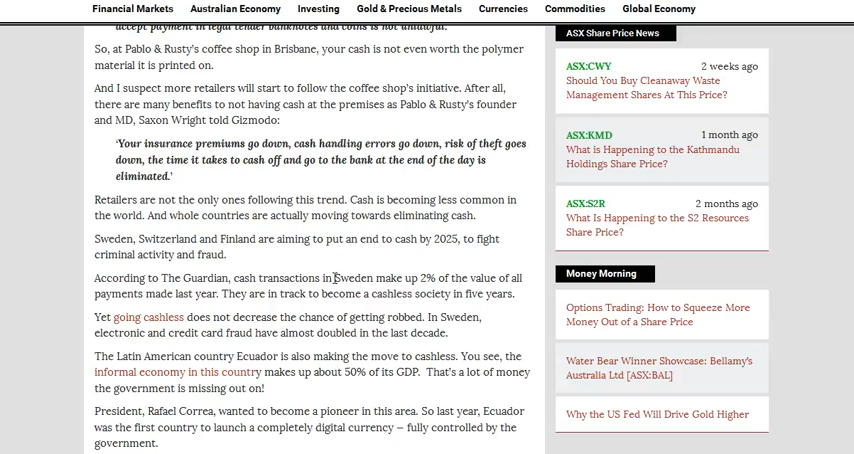 Financial Markets Australian Economy Investing Gold & Precious Metals Currencies Commodities Global Economy
accept payment in legal tender banknotes and coins is not unlawful.'
So, at Pablo & Rusty's coffee shop in Brisbane, your cash is not even worth the polymer
material it is printed on.
And I suspect more retailers will start to follow the coffee shop's initiative. After all,
there are many benefits to not having cash at the premises as Pablo & Rusty's founder
and MD, Saxon Wright told Gizmodo:
'Your insurance premiums go down, cash handling errors go down, risk of theft goes
down, the time it takes to cash off and go to the bank at the end of the day is
eliminated.'
Retailers are not the only ones following this trend. Cash is becoming less common in
the world. And whole countries are actually moving towards eliminating cash.
Sweden, Switzerland and Finland are aiming to put an end to cash by 2025, to fight
criminal activity and fraud.
According to The Guardian, cash transactions in Sweden make up 2% of the value of all
payments made last year. They are in track to become a cashless society in five years.
Yet going cashless does not decrease the chance of getting robbed. In Sweden,
electronic and credit card fraud have almost doubled in the last decade.
The Latin American country Ecuador is also making the move to cashless. You see, the
informal economy in this country makes up about 50% of its GDP. That's a lot of money
the government is missing out on!
President, Rafael Correa, wanted to become a pioneer in this area. So last year, Ecuador
was the first country to launch a completely digital currency — fully controlled by the
government.
ASX Share Price News
ASX:CWY 2 weeks ago
Should You Buy Cleanaway Waste
Management Shares At This Price?
ASX:KMD 1 month ago
What is Happening to the Kathmandu
Holdings Share Price?
ASX:S2R 2 months ago
What Is Happening to the S2 Resources
Share Price?
Money Morning
Options Trading: How to Squeeze More
Money Out of a Share Price
Water Bear Winner Showcase: Bellamy's
Australia Ltd [ASX:BAL]
Why the US Fed Will Drive Gold Higher